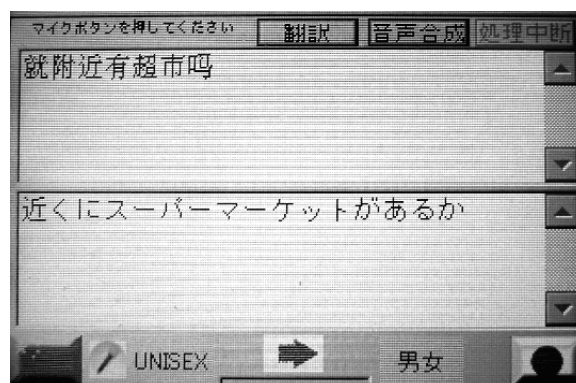 マイクボタンを押してください 翻訳 音声合成 処理中断
就附近有超市吗
近くにスーパーマーケットがあるか
UNISEX 男女